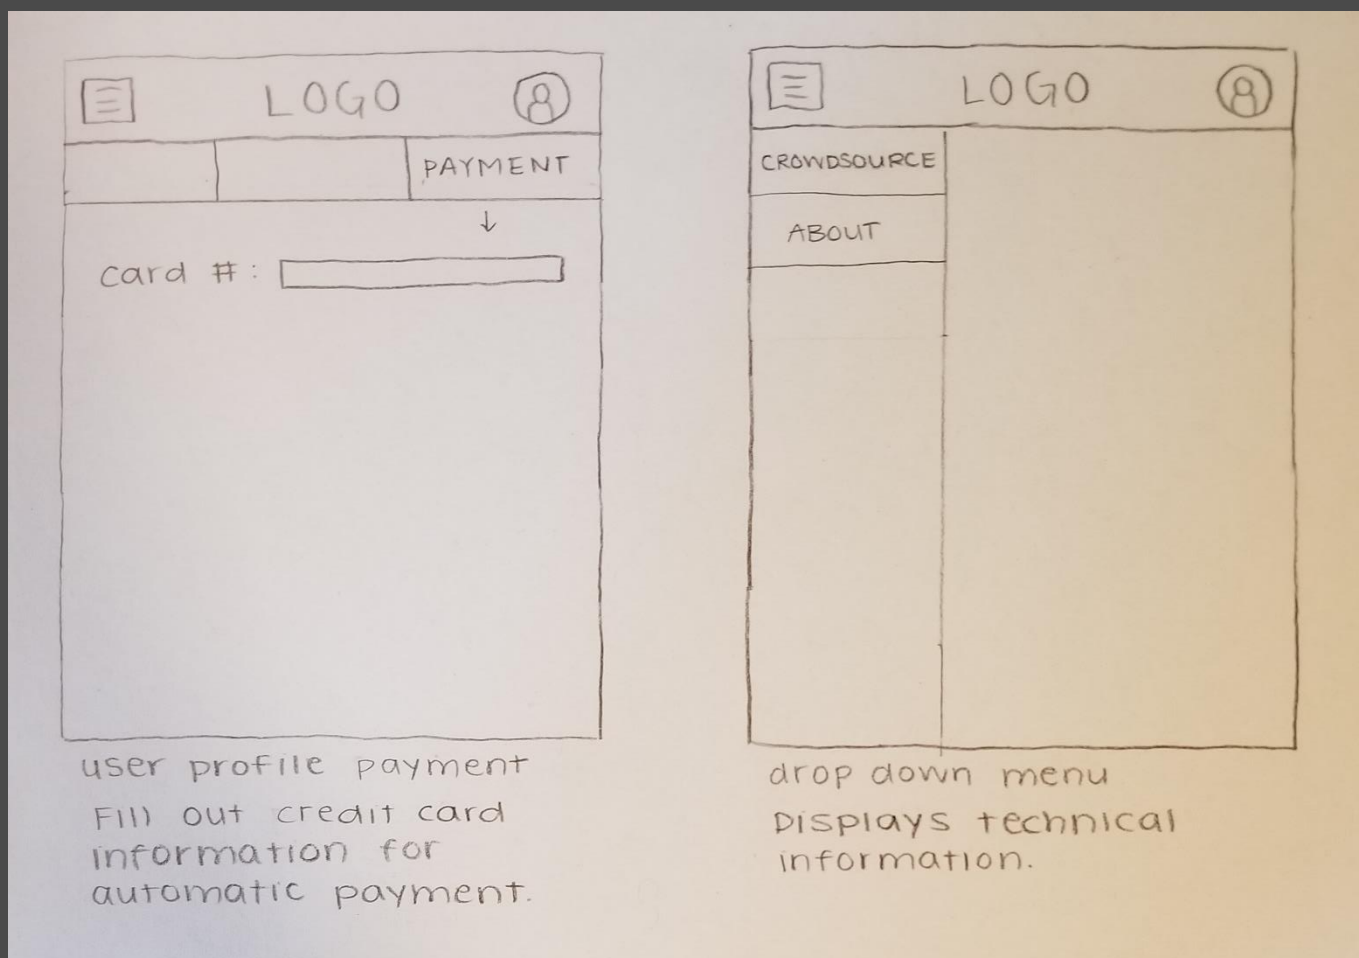 LOGO
PAYMENT
↓
card #:
user profile payment
Fill out credit card
information for
automatic payment.
LOGO
CROWDSOURCE
ABOUT
drop down menu
Displays technical
information.